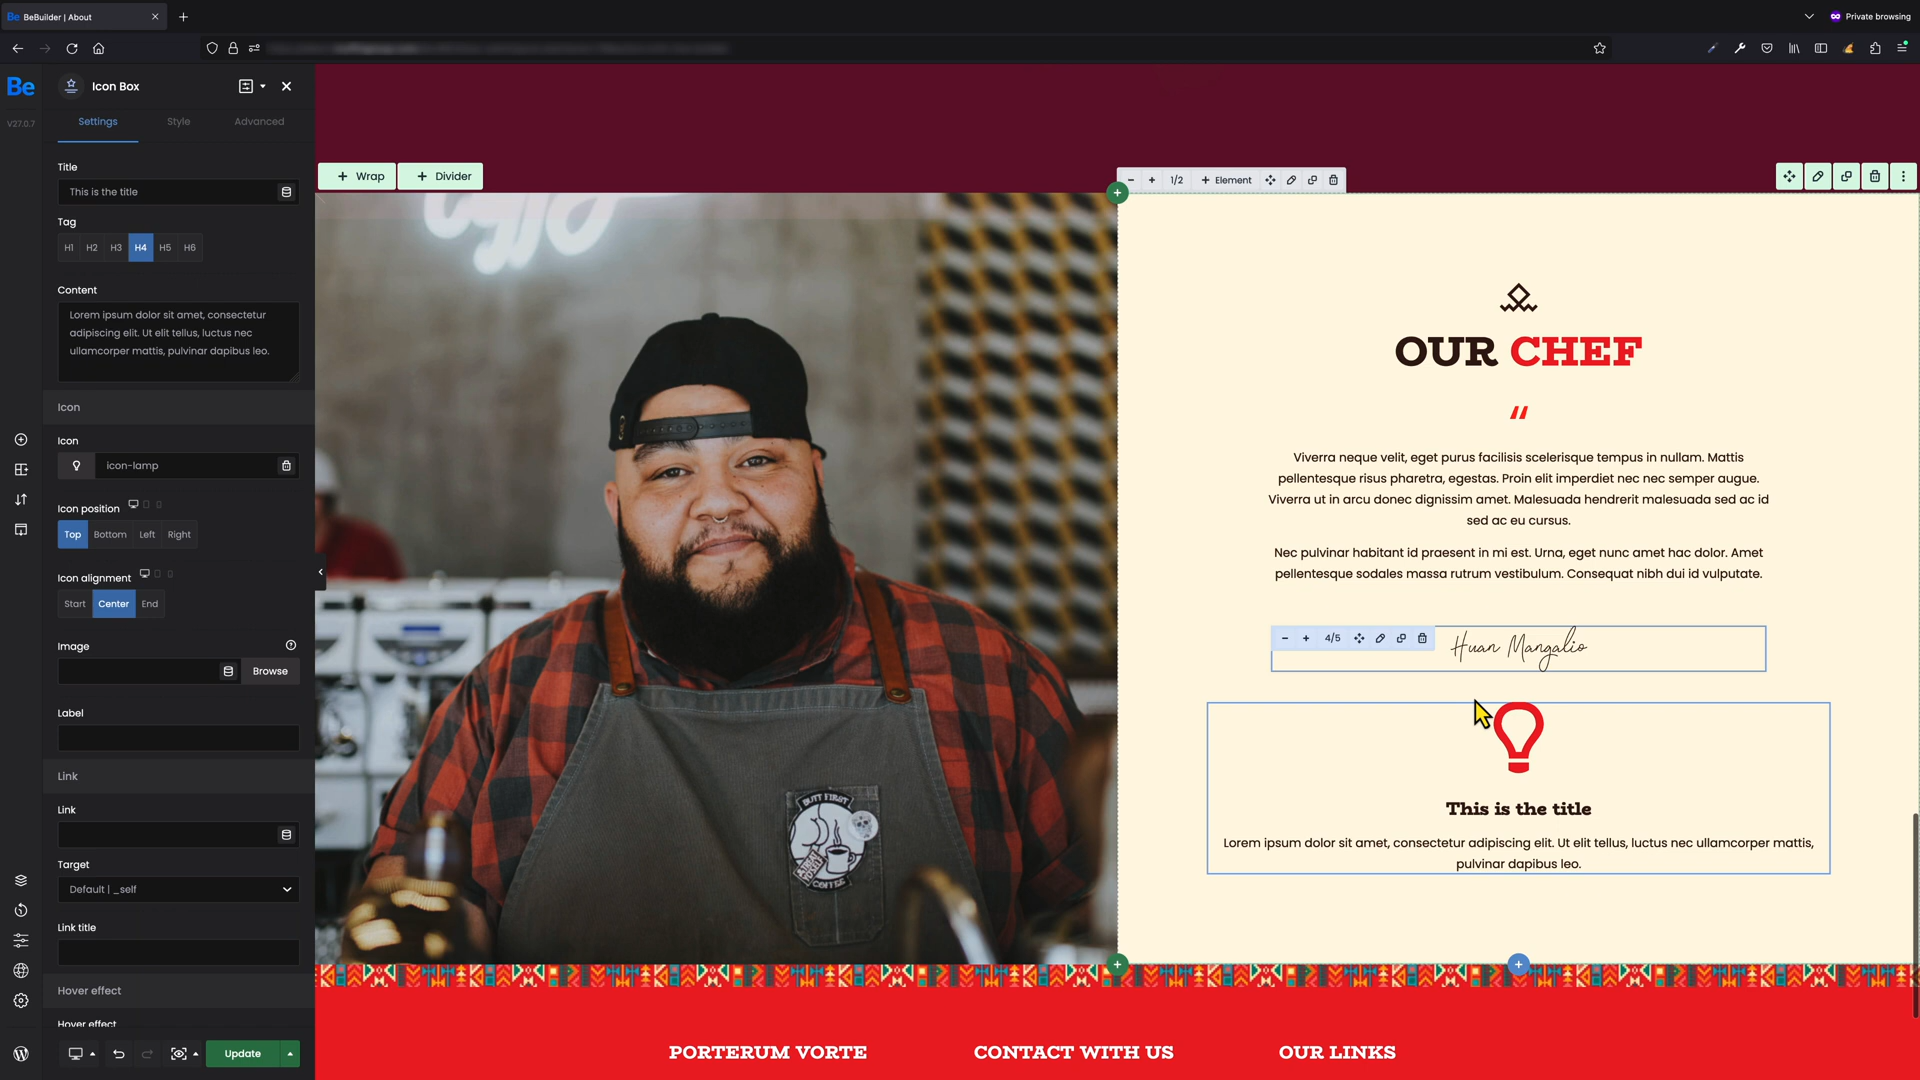 Be BeBuilder | About
Private browsing
Be
V27.0.7
Icon Box
Settings Style Advanced
Title
This is the title
Tag
H1 H2 H3 H4 H5 H6
Content
Lorem ipsum dolor sit amet, consectetur
adipiscing elit. Ut elit tellus, luctus nec
ullamcorper mattis, pulvinar dapibus leo.
Icon
Icon
icon-lamp
Icon position
Top Bottom Left Right
Icon alignment
Start Center End
Image
Browse
Label
Link
Link
Target
Default | _self
Link title
Hover effect
Hover effect
Update
+ Wrap + Divider
1/2 + Element
OUR CHEF
“
Viverra neque velit, eget purus facilisis scelerisque tempus in nullam. Mattis
pellentesque risus pharetra, egestas. Proin elit imperdiet nec nec semper augue.
Viverra ut in arcu donec dignissim amet. Malesuada hendrerit malesuada sed ac id
sed ac eu cursus.
Nec pulvinar habitant id praesent in mi est. Urna, eget nunc amet hac dolor. Amet
pellentesque sodales massa rutrum vestibulum. Consequat nibh dui id vulputate.
4/5
Huan Mangalio
This is the title
Lorem ipsum dolor sit amet, consectetur adipiscing elit. Ut elit tellus, luctus nec ullamcorper mattis,
pulvinar dapibus leo.
BUTT FIRST
COFFEE
PORTERUM VORTE CONTACT WITH US OUR LINKS